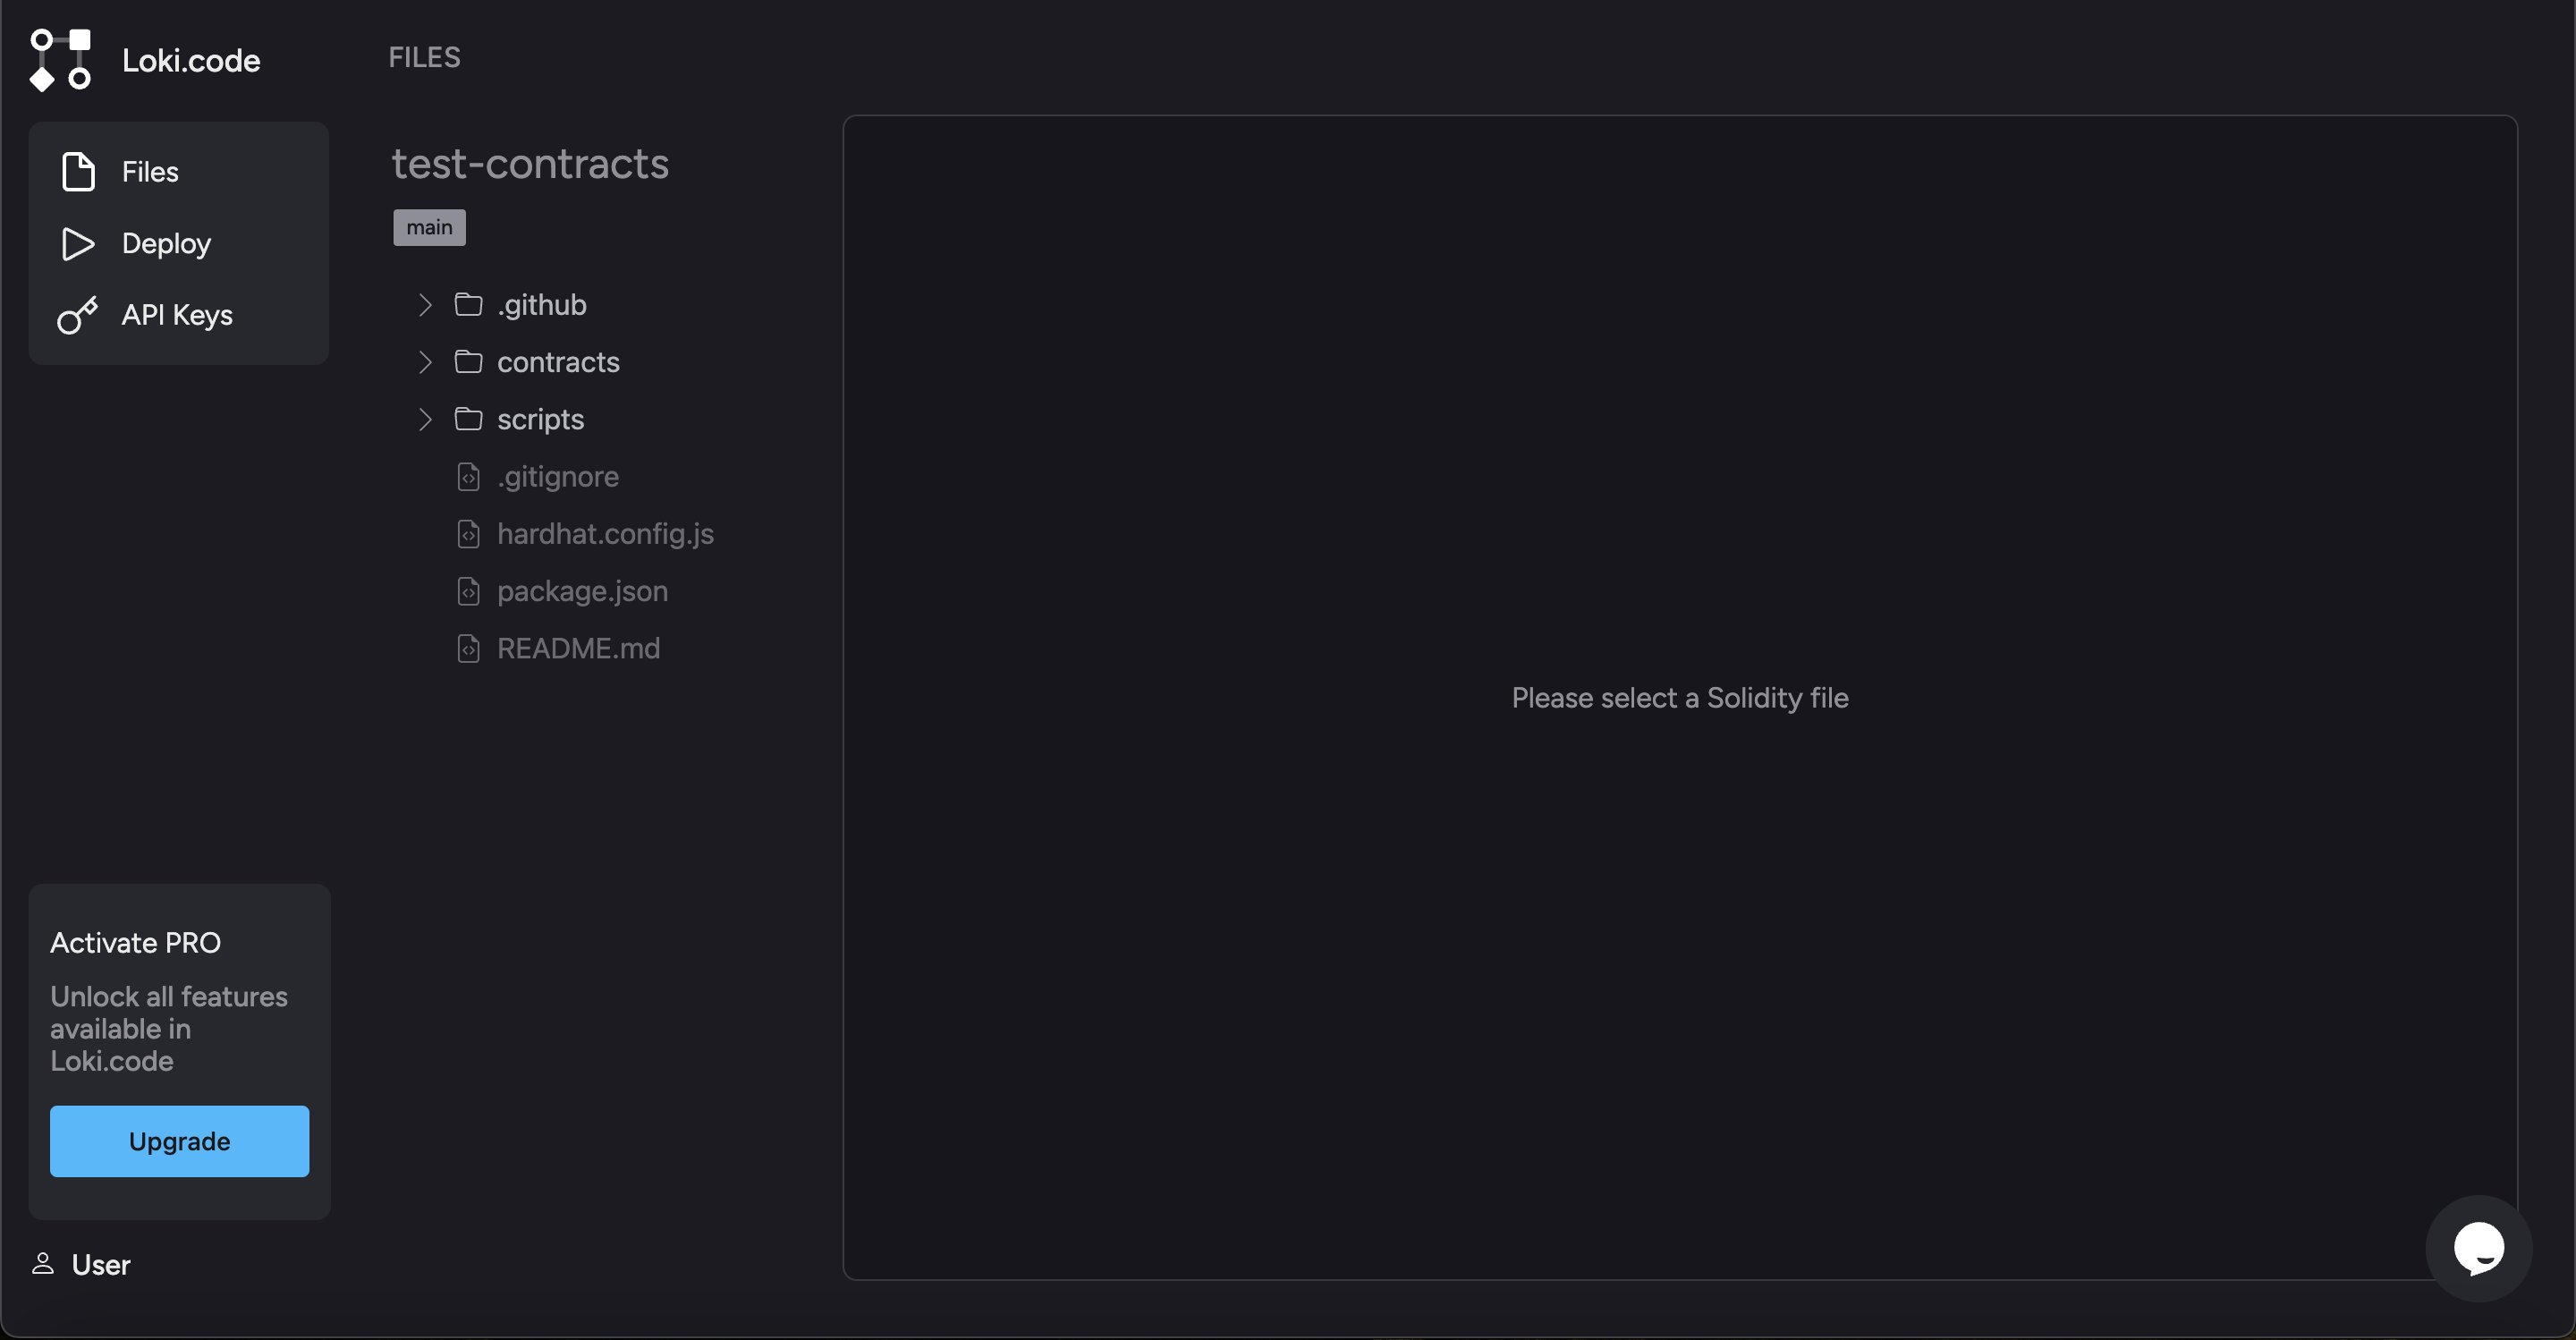 Loki.code
FILES
Files
Deploy
API Keys
test-contracts
main
.github
contracts
scripts
.gitignore
hardhat.config.js
package.json
README.md
Please select a Solidity file
Activate PRO
Unlock all features
available in
Loki.code
Upgrade
User